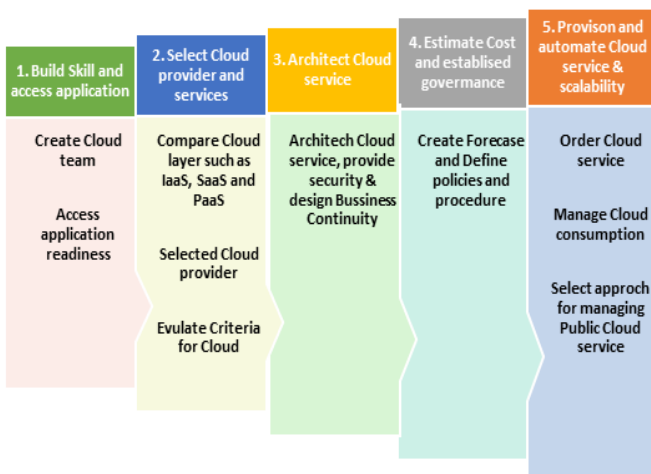 1. Build Skill and
access application
Create Cloud
team
Access
application
readiness
2. Select Cloud
provider and
services
Compare Cloud
layer such as
IaaS, SaaS and
PaaS
Selected Cloud
provider
Evulate Criteria
for Cloud
3. Architect Cloud
service
Architech Cloud
service, provide
security &
design Bussiness
Continuity
4. Estimate Cost
and establised
govermance
Create Forecase
and Define
policies and
procedure
5. Provison and
automate Cloud
service &
scalability
Order Cloud
service
Manage Cloud
consumption
Select approch
for managing
Public Cloud
service